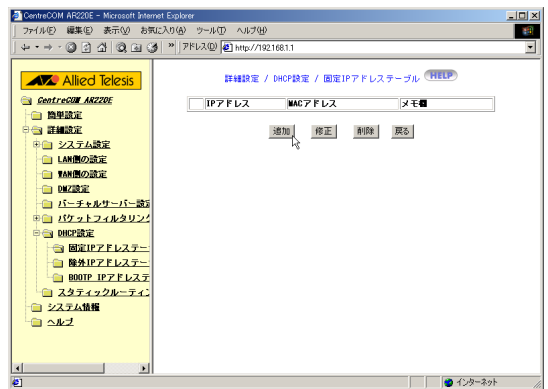 CentreCOM AR220E - Microsoft Internet Explorer
ファイル(F) 編集(E) 表示(V) お気に入り(A) ツール(T) ヘルプ(H)
» アドレス(D) http://192.168.1.1
Allied Telesis
CentreCOM AR220E
簡単設定
詳細設定
システム設定
LAN側の設定
WAN側の設定
DMZ設定
バーチャルサーバー設定
パケットフィルタリング
DHCP設定
固定IPアドレステー
除外IPアドレステー
BOOTP IPアドレステ
スタティックルーティン
システム情報
ヘルプ
詳細設定 / DHCP設定 / 固定IPアドレステーブル HELP
IPアドレス MACアドレス メモ
追加 修正 削除 戻る
インターネット